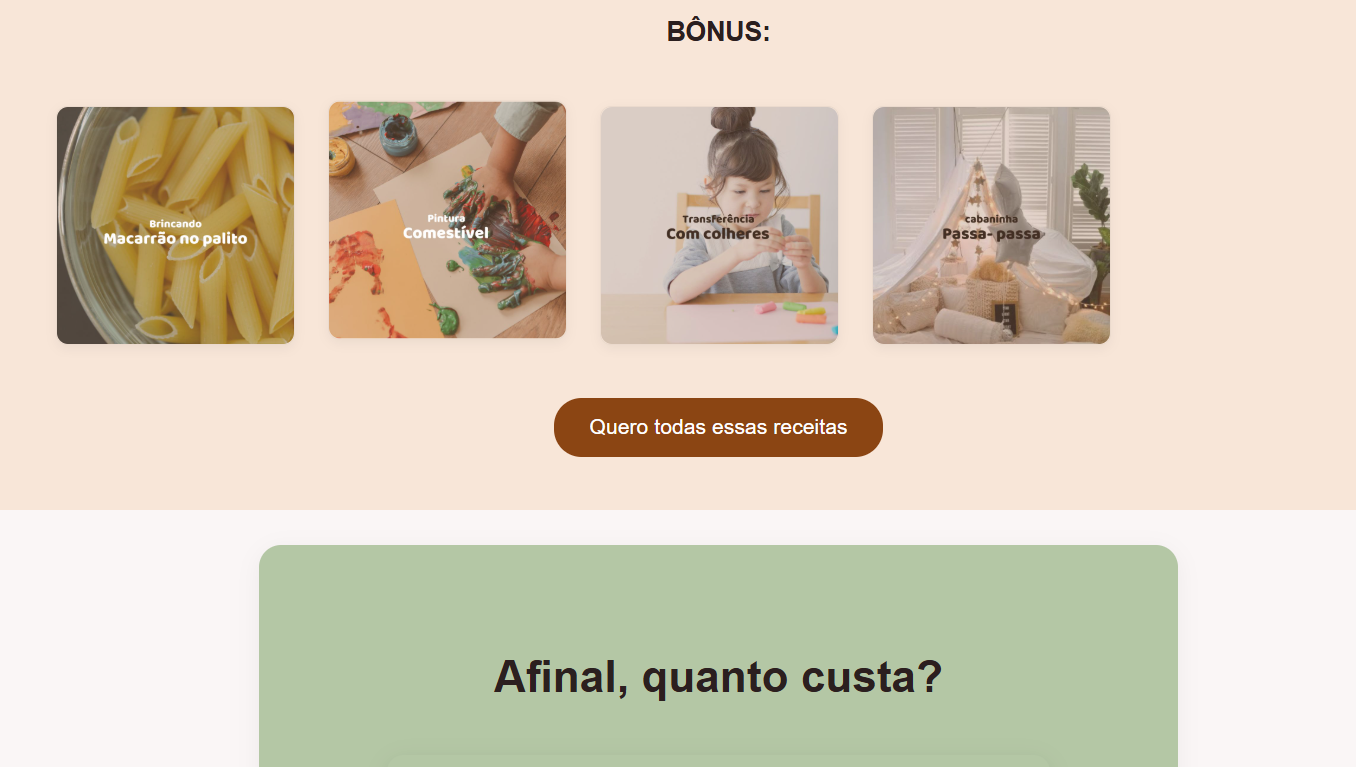 BÔNUS:
Brincando
Macarrão no palito
Pintura
Comestível
TransFerência
Com colheres
cabaninha
Passa- passa
Quero todas essas receitas
Afinal, quanto custa?